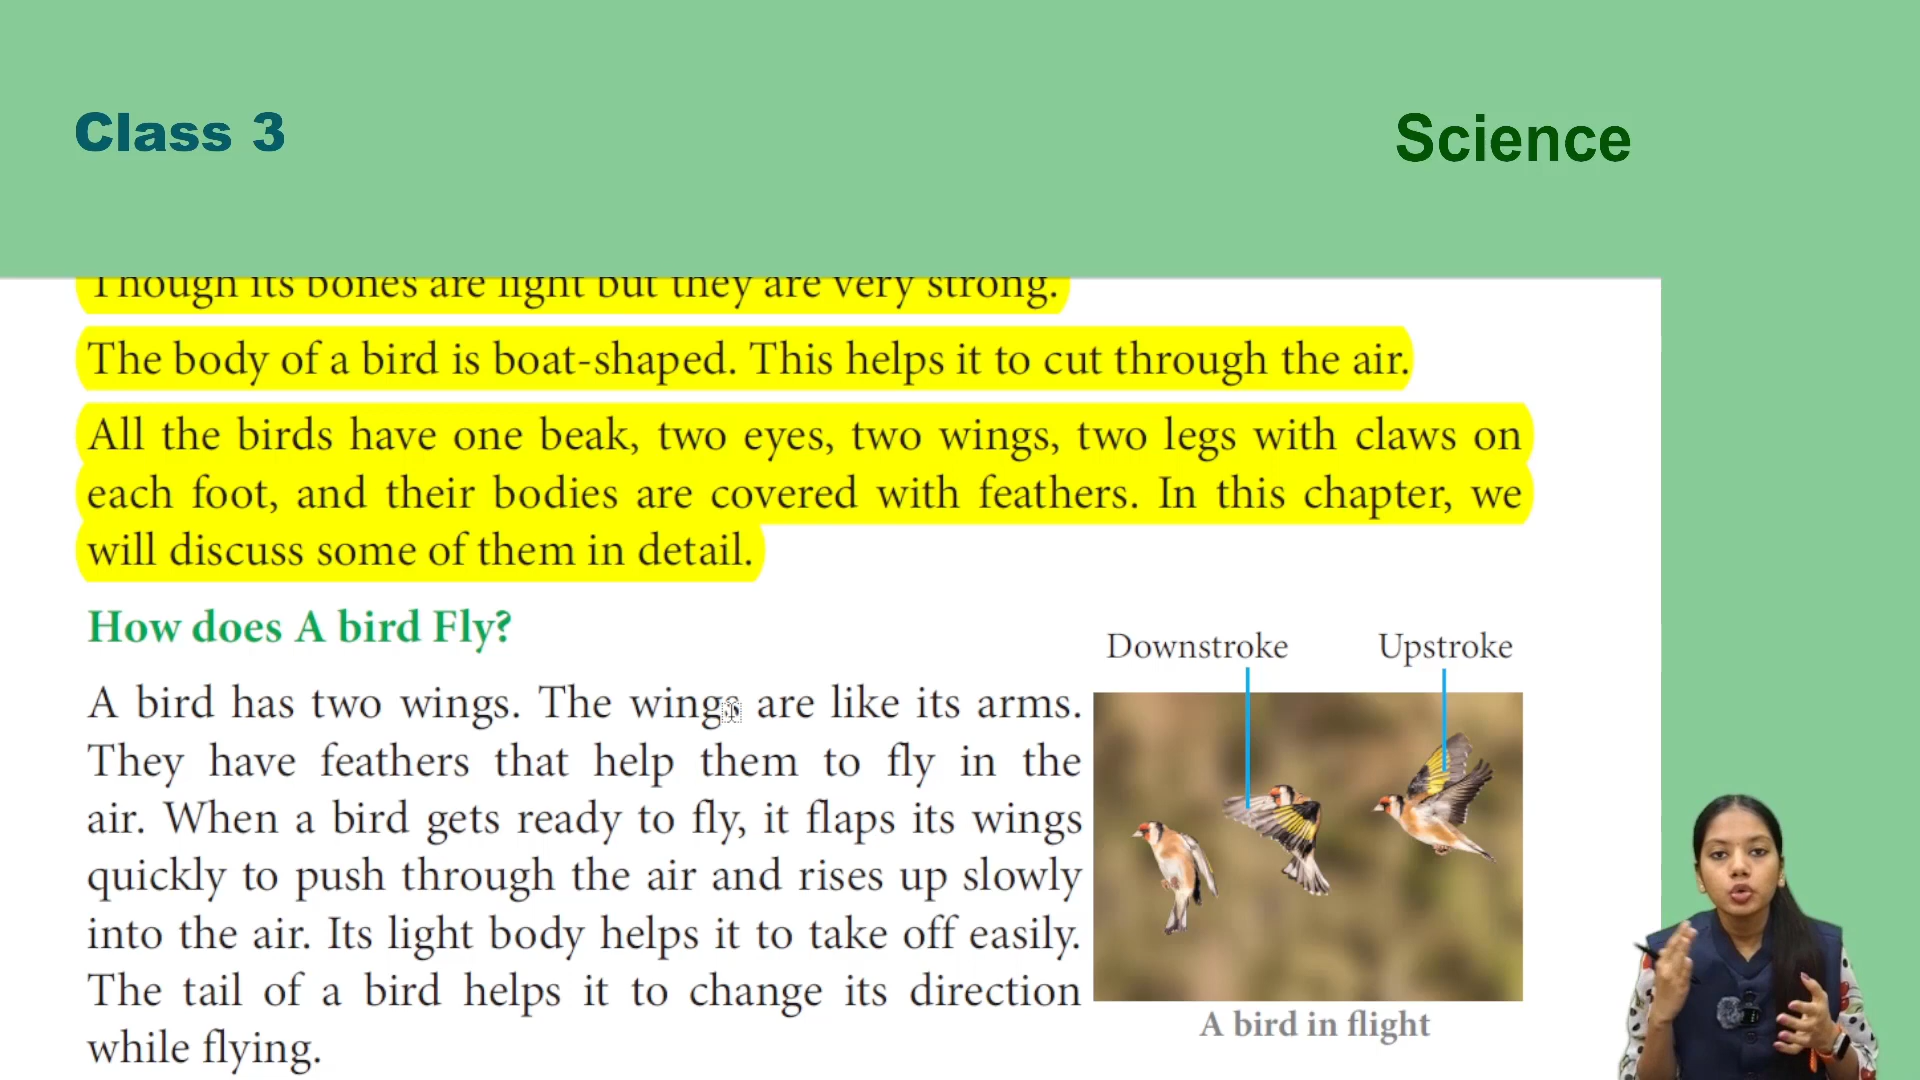 Class 3
Science
Though its bones are light but they are very strong.
The body of a bird is boat-shaped. This helps it to cut through the air.
All the birds have one beak, two eyes, two wings, two legs with claws on
each foot, and their bodies are covered with feathers. In this chapter, we
will discuss some of them in detail.
How does A bird Fly?
A bird has two wings. The wings are like its arms.
They have feathers that help them to fly in the
air. When a bird gets ready to fly, it flaps its wings
quickly to push through the air and rises up slowly
into the air. Its light body helps it to take off easily.
The tail of a bird helps it to change its direction
while flying.
Downstroke
Upstroke
A bird in flight